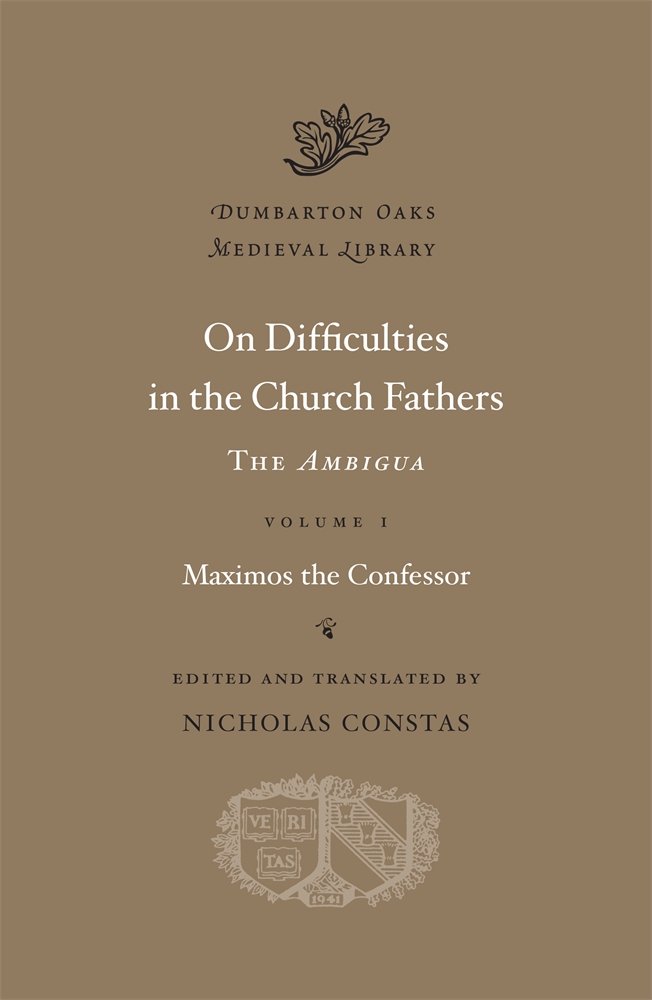 Dumbarton Oaks
Medieval Library
On Difficulties
in the Church Fathers
The Ambigua
VOLUME I
Maximos the Confessor
EDITED AND TRANSLATED BY
NICHOLAS CONSTAS
VE RI
TAS
1941